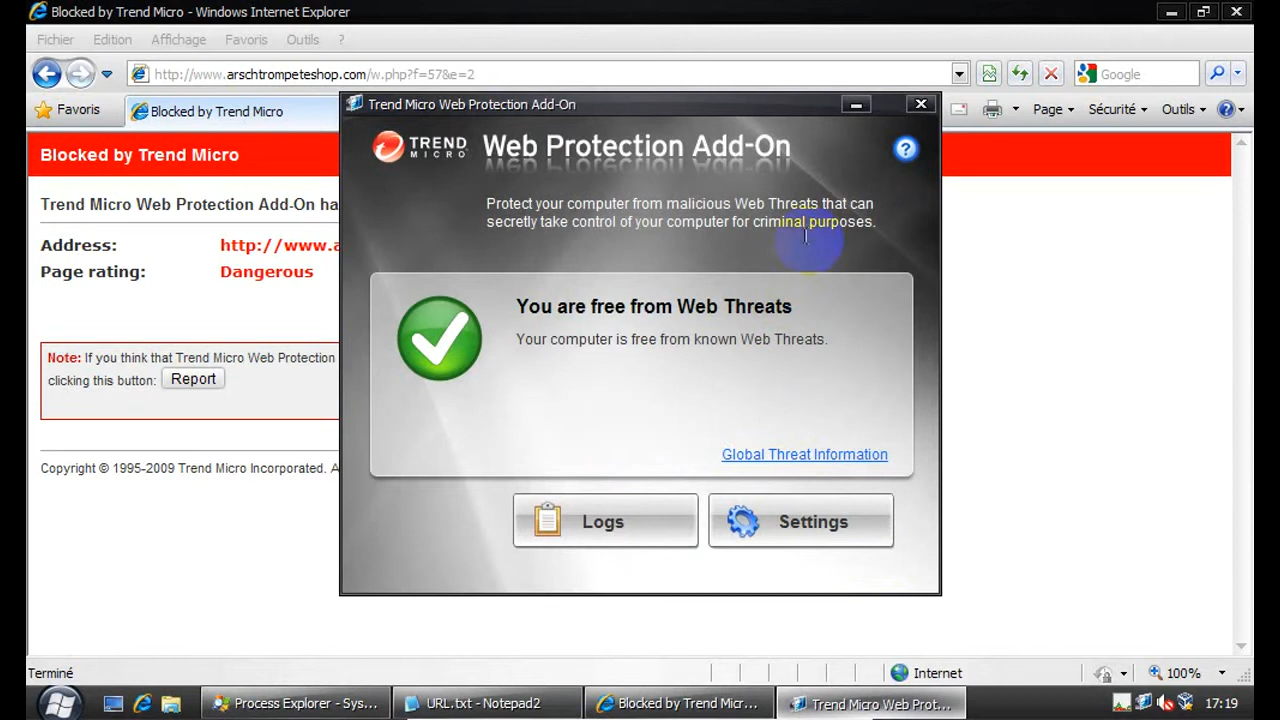 Blocked by Trend Micro - Windows Internet Explorer
Fichier Edition Affichage Favoris Outils ?
http://www.arschtrompeteshop.com/w.php?f=57&e=2
Google
Favoris
Blocked by Trend Micro
Page
Sécurité
Outils
Trend Micro Web Protection Add-On
TREND MICRO
Web Protection Add-On
?
Protect your computer from malicious Web Threats that can
secretly take control of your computer for criminal purposes.
You are free from Web Threats
Your computer is free from known Web Threats.
Global Threat Information
Logs
Settings
Blocked by Trend Micro
Trend Micro Web Protection Add-On ha
Address: http://www.a
Page rating: Dangerous
Note: If you think that Trend Micro Web Protection
clicking this button: Report
Copyright © 1995-2009 Trend Micro Incorporated. A
Terminé
Internet
100%
Process Explorer - Sys...
URL.txt - Notepad2
Blocked by Trend Micr...
Trend Micro Web Prot...
17:19